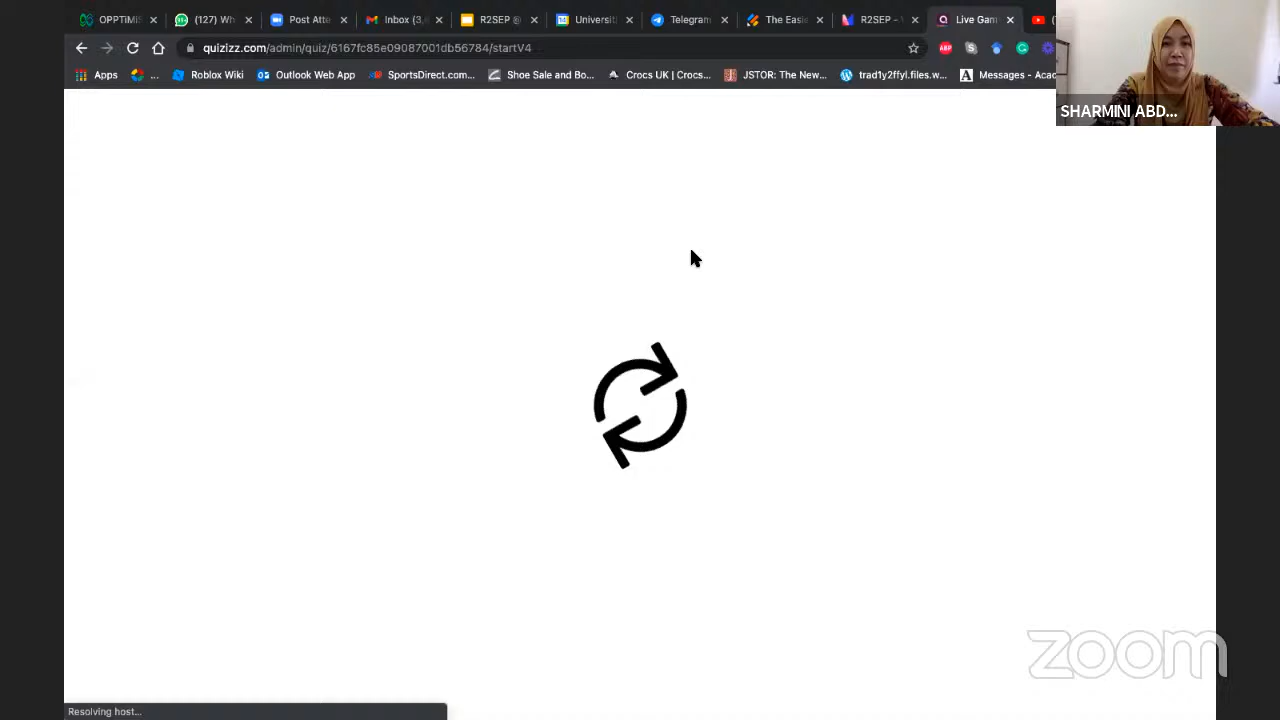 OPPTiMiS (127) Wh Post Atte Inbox (3, R2SEP @ Universiti Telegram The Easie R2SEP - Live Gam
quizizz.com/admin/quiz/6167fc85e09087001db56784/startV4
Apps ... Roblox Wiki Outlook Web App SportsDirect.com... Shoe Sale and Bo... Crocs UK | Crocs... JSTOR: The New... trad1y2ffyl.files.w... Messages - Acad
SHARMINI ABD...
zoom
Resolving host...